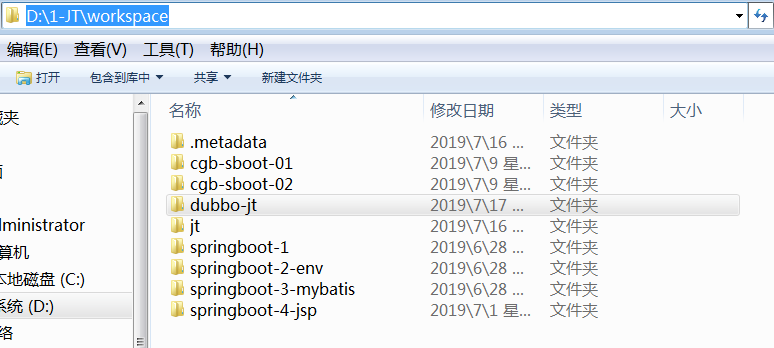 D:\1-JT\workspace
编辑(E) 查看(V) 工具(T) 帮助(H)
打开 包含到库中 共享 新建文件夹
名称 修改日期 类型 大小
.metadata 2019\7\16 ... 文件夹
藏夹 cgb-sboot-01 2019\7\9 星... 文件夹
cgb-sboot-02 2019\7\9 星... 文件夹
面
dubbo-jt 2019\7\17 ... 文件夹
dministrator jt 2019\7\16 ... 文件夹
算机 springboot-1 2019\6\28 ... 文件夹
springboot-2-env 2019\6\28 ... 文件夹
本地磁盘 (C:) springboot-3-mybatis 2019\6\28 ... 文件夹
系统 (D:) springboot-4-jsp 2019\7\1 星... 文件夹
络